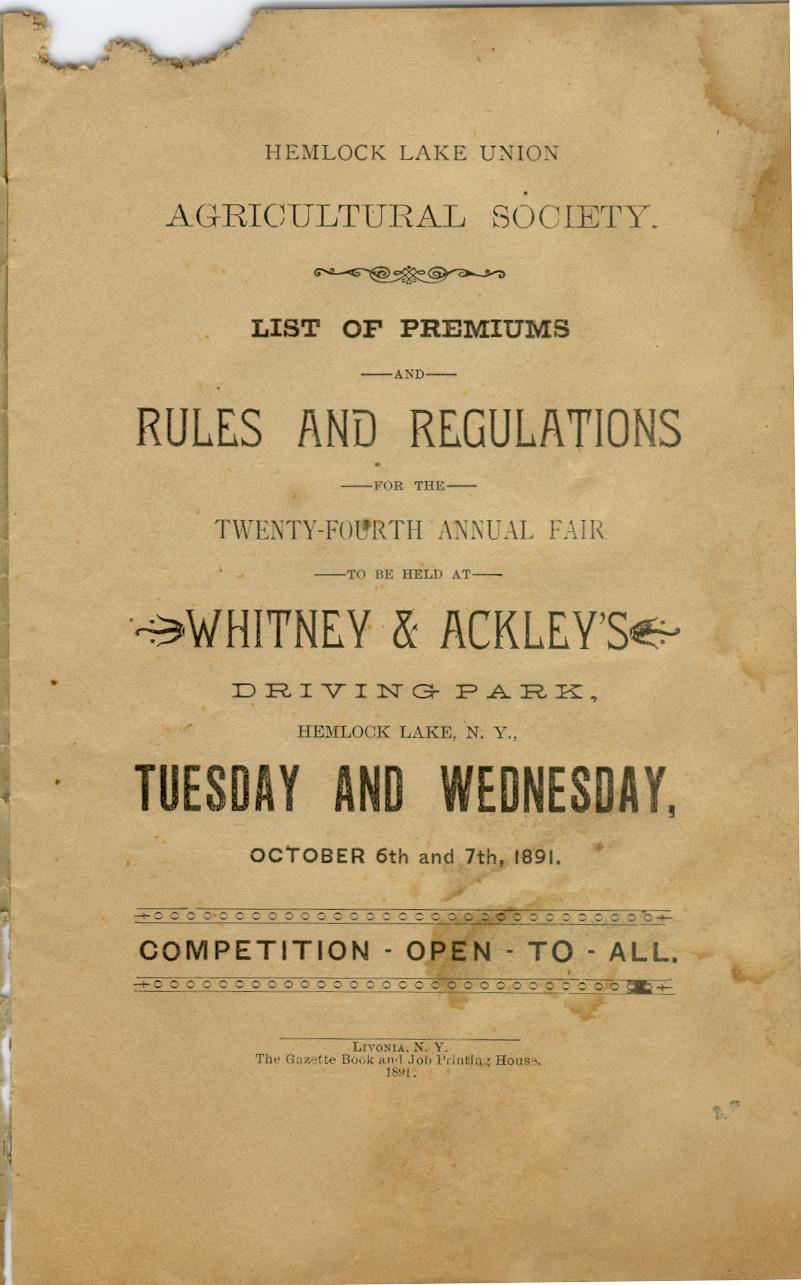 HEMLOCK LAKE UNION
AGRICULTURAL SOCIETY.
LIST OF PREMIUMS
—AND—
RULES AND REGULATIONS
—FOR THE—
TWENTY-FOURTH ANNUAL FAIR
—TO BE HELD AT—
WHITNEY & ACKLEY'S
DRIVING PARK,
HEMLOCK LAKE, N. Y.,
TUESDAY AND WEDNESDAY,
OCTOBER 6th and 7th, 1891.
COMPETITION - OPEN - TO - ALL.
LIVONIA, N. Y.
The Gazette Book and Job Printing House.
1891.